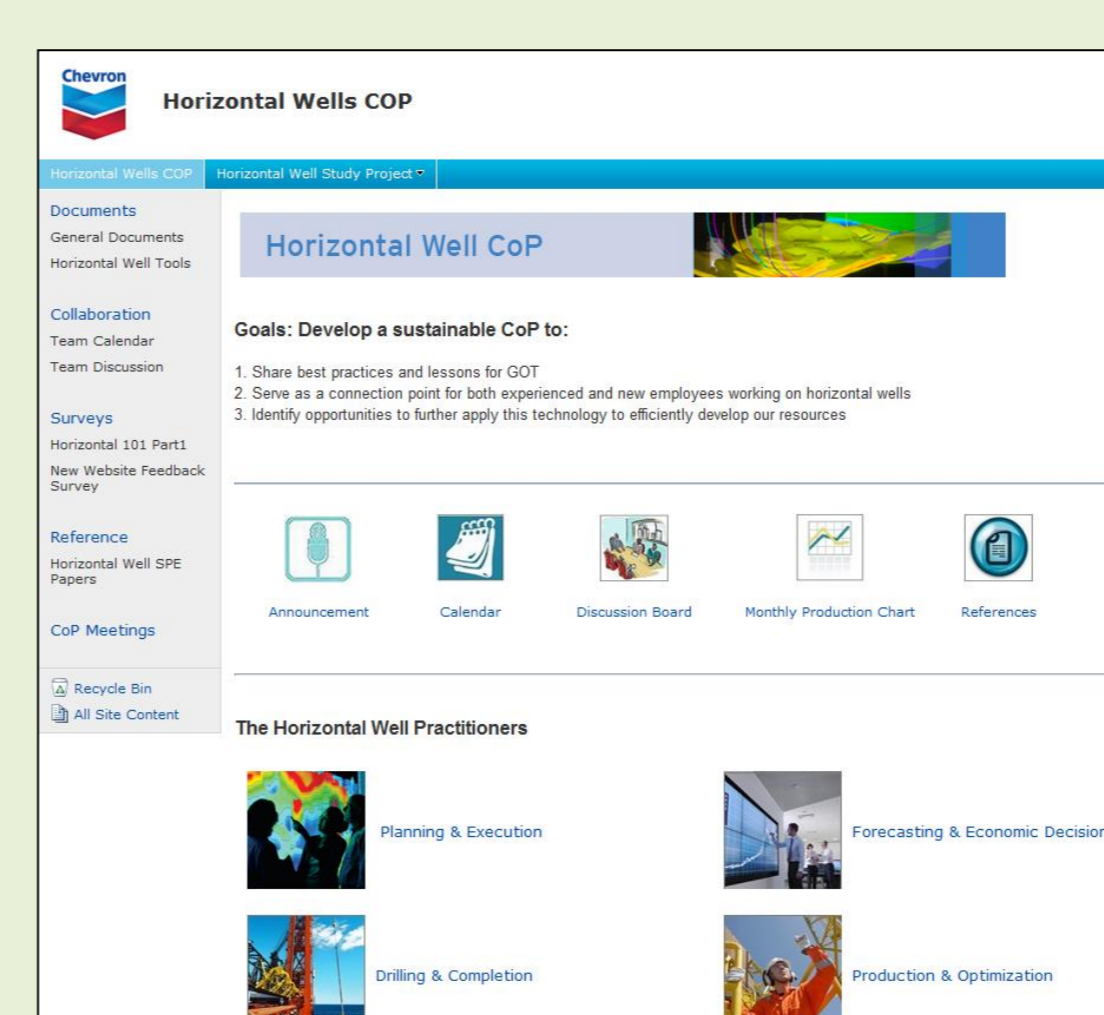 Chevron
Horizontal Wells COP
Horizontal Wells COP
Horizontal Well Study Project
Documents
General Documents
Horizontal Well Tools
Collaboration
Team Calendar
Team Discussion
Surveys
Horizontal 101 Part1
New Website Feedback
Survey
Reference
Horizontal Well SPE
Papers
CoP Meetings
Recycle Bin
All Site Content
Horizontal Well CoP
Goals: Develop a sustainable CoP to:
1. Share best practices and lessons for GOT
2. Serve as a connection point for both experienced and new employees working on horizontal wells
3. Identify opportunities to further apply this technology to efficiently develop our resources
Announcement
Calendar
Discussion Board
Monthly Production Chart
References
The Horizontal Well Practitioners
Planning & Execution
Forecasting & Economic Decision
Drilling & Completion
Production & Optimization